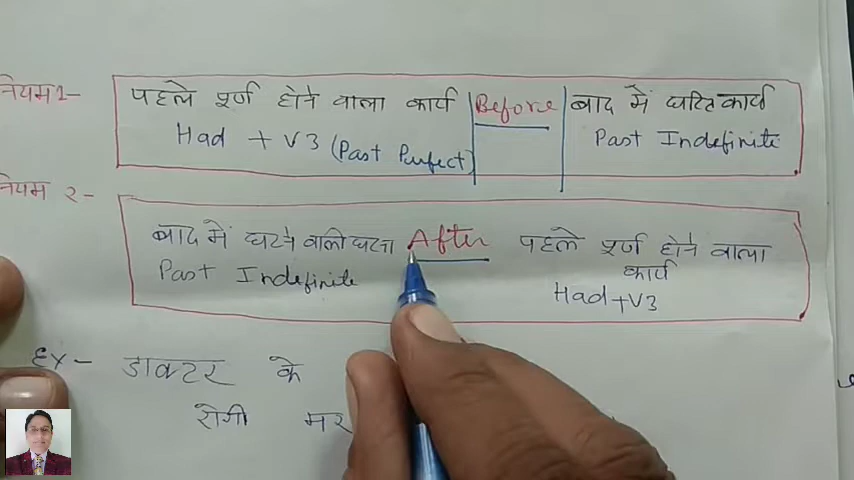 नियम 1-
पहले पूर्ण होने वाला कार्य Before बाद में घटित कार्य
Had + V3 (Past Perfect) Past Indefinite
नियम 2-
बाद में घटने वाली घटना After पहले पूर्ण होने वाला
कार्य
Past Indefinite Had+V3
Ex- डाक्टर के
रोगी मर